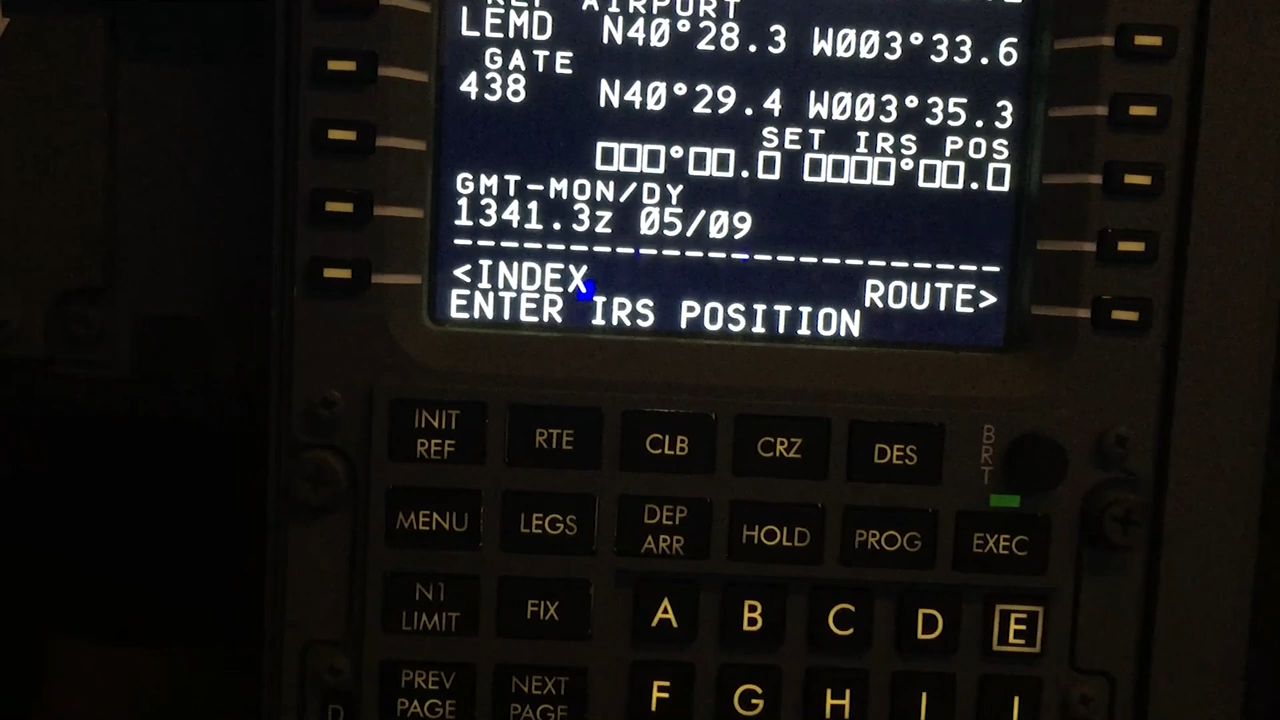 REF AIRPORT
LEMD N40°28.3 W003°33.6
GATE
438 N40°29.4 W003°35.3
SET IRS POS
□□□°□□.□ □□□□°□□.□
GMT-MON/DY
1341.3z 05/09
--------------------------------
<INDEX ROUTE>
ENTER IRS POSITION
INIT REF RTE CLB CRZ DES BRT
MENU LEGS DEP ARR HOLD PROG EXEC
N1 LIMIT FIX A B C D E
PREV PAGE NEXT PAGE F G H I J